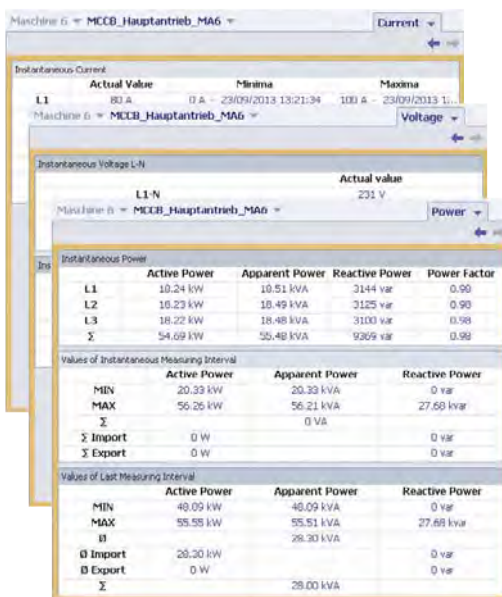 Maschine 6 MCCB_Hauptantrieb_MA6 Current
Instantaneous Current
Actual Value Minima Maxima
L1 80 A 0 A - 23/09/2013 13:21:34 100 A - 23/09/2013 1...
Maschine 6 MCCB_Hauptantrieb_MA6 Voltage
Instantaneous Voltage L-N
Actual value
L1-N 231 V
Maschine 6 MCCB_Hauptantrieb_MA6 Power
Ins
Instantaneous Power
Active Power Apparent Power Reactive Power Power Factor
L1 18.24 kW 18.51 kVA 3144 var 0.98
L2 18.23 kW 18.49 kVA 3125 var 0.98
L3 18.22 kW 18.48 kVA 3100 var 0.98
Σ 54.69 kW 55.48 kVA 9369 var 0.98
Values of Instantaneous Measuring Interval
Active Power Apparent Power Reactive Power
MIN 20.33 kW 20.33 kVA 0 var
MAX 56.26 kW 56.21 kVA 27.68 kvar
Σ 0 VA
Σ Import 0 W 0 var
Σ Export 0 W 0 var
Values of Last Measuring Interval
Active Power Apparent Power Reactive Power
MIN 48.09 kW 48.09 kVA 0 var
MAX 55.55 kW 55.51 kVA 27.68 kvar
Ø 28.30 kVA
Ø Import 28.30 kW 0 var
Ø Export 0 W 0 var
Σ 28.00 kVA